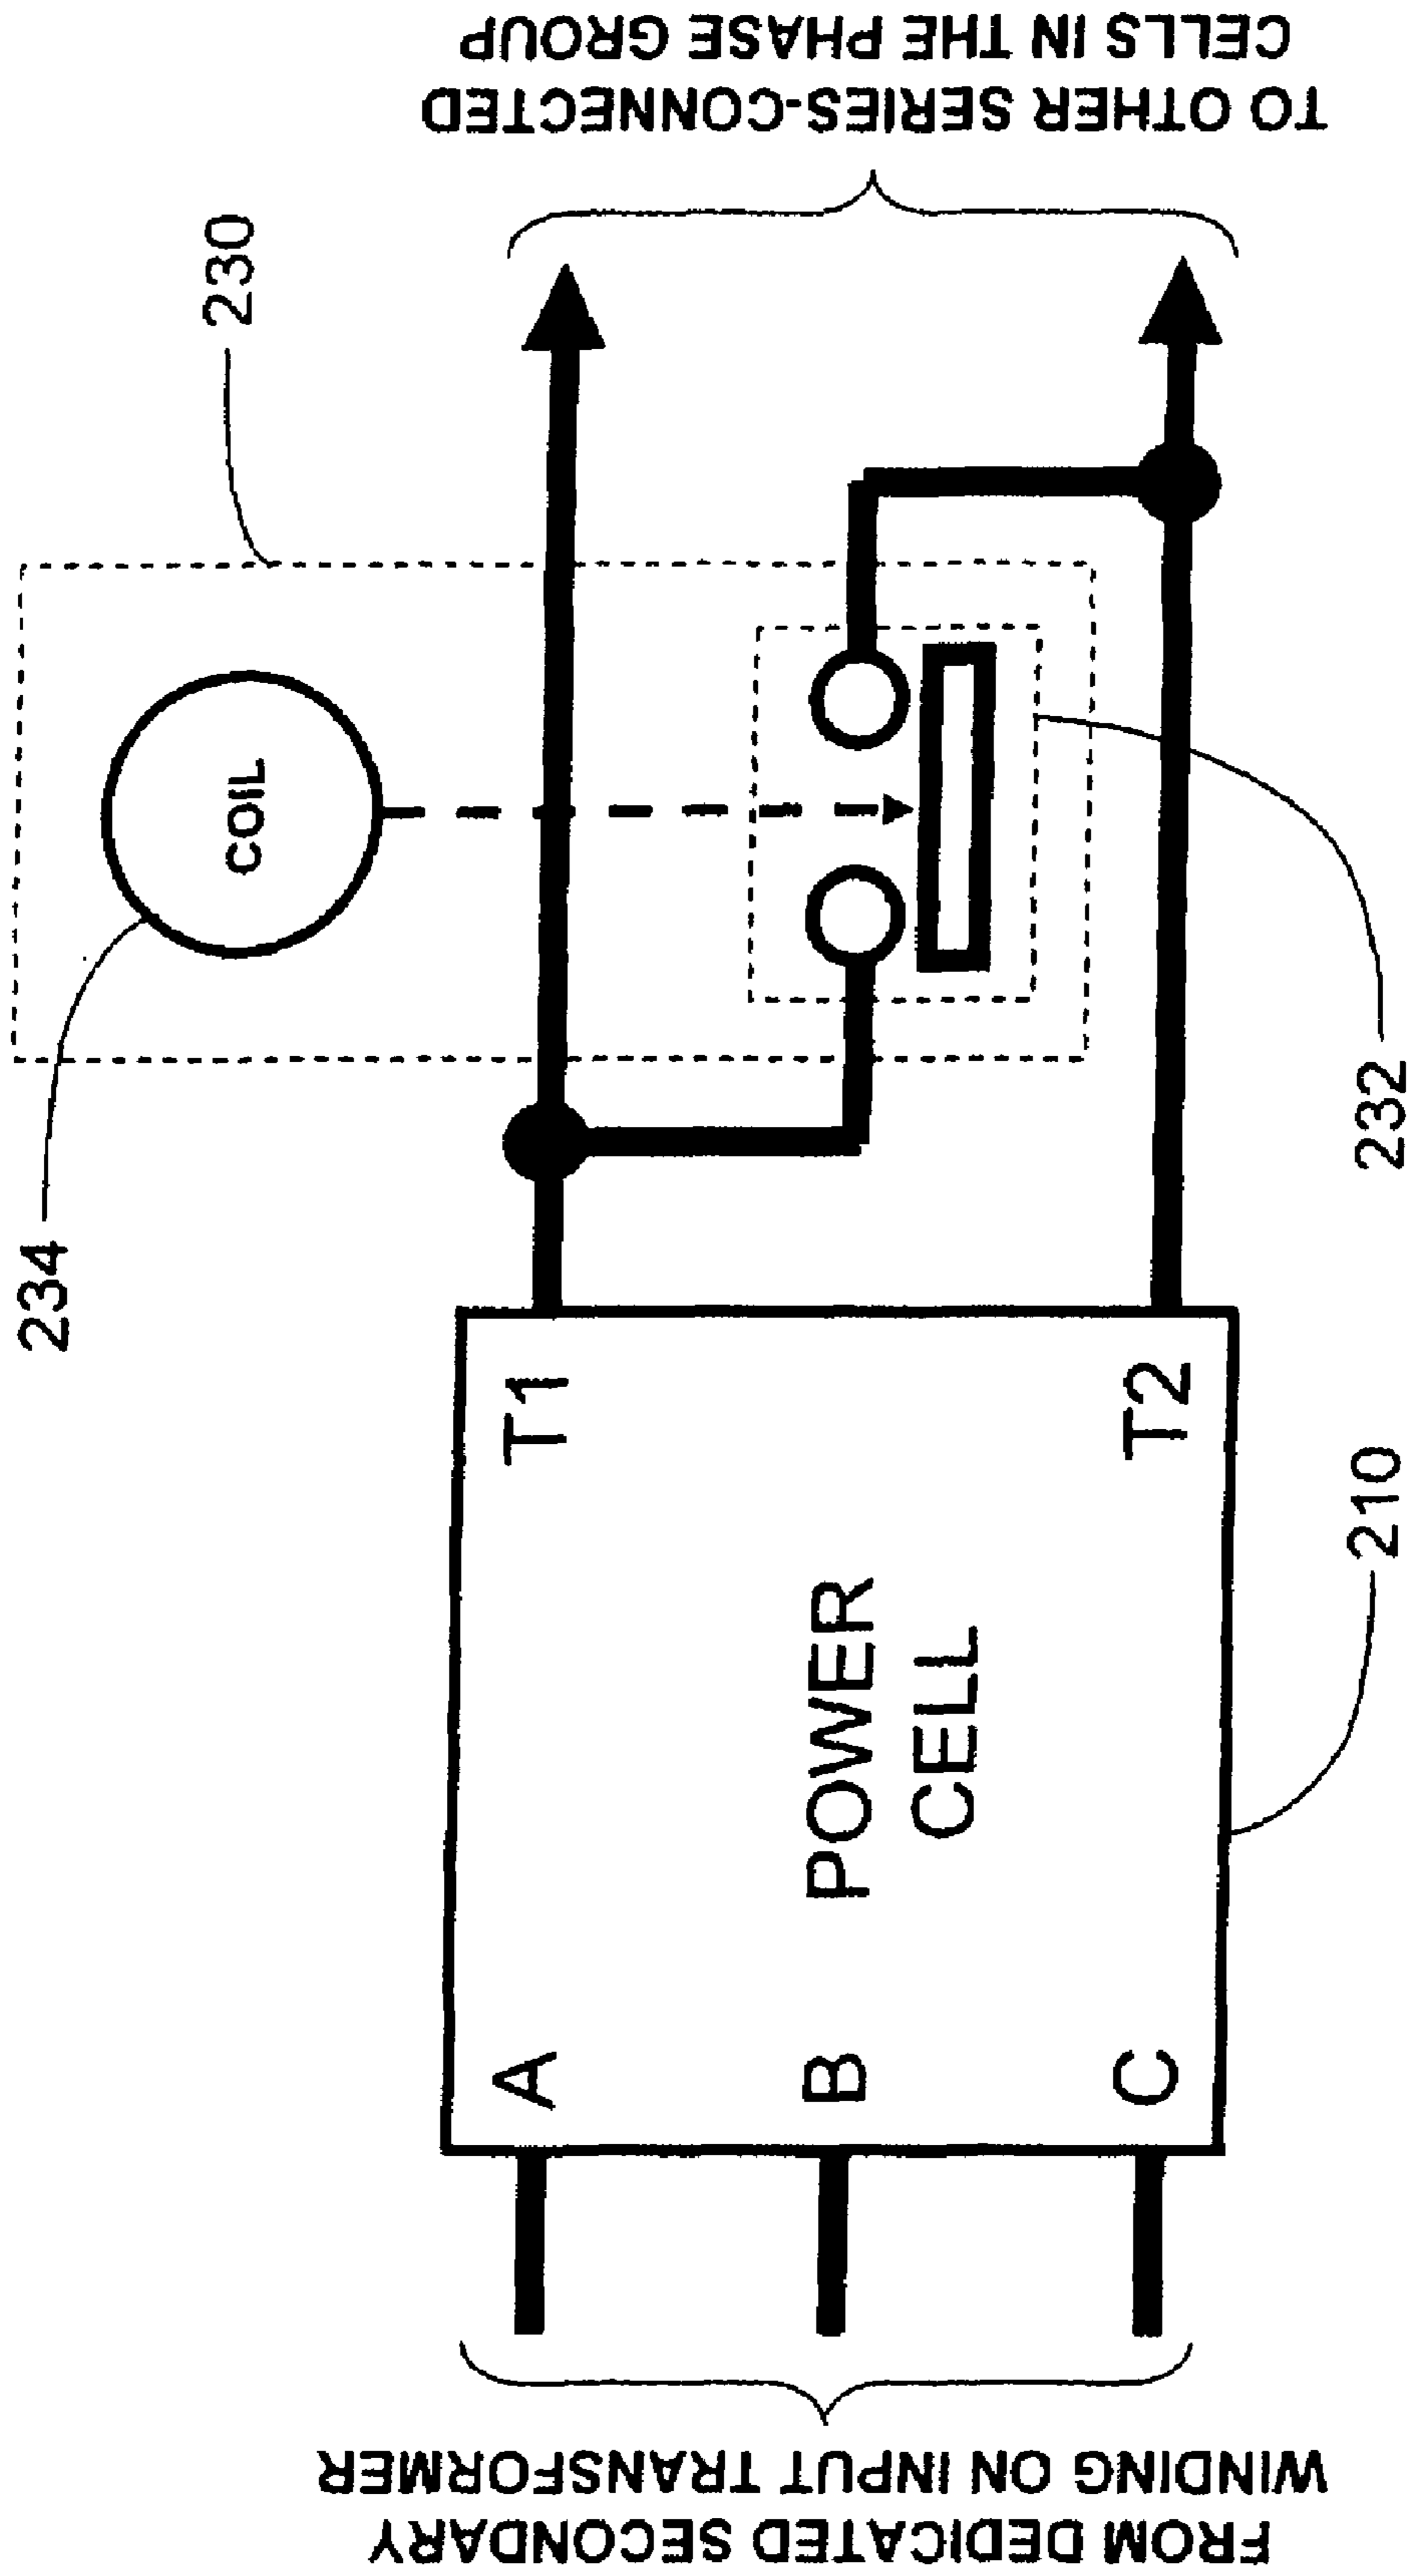 FROM DEDICATED SECONDARY
WINDING ON INPUT TRANSFORMER
A
B
C
POWER
CELL
T1
T2
210
234
COIL
230
232
TO OTHER SERIES-CONNECTED
CELLS IN THE PHASE GROUP